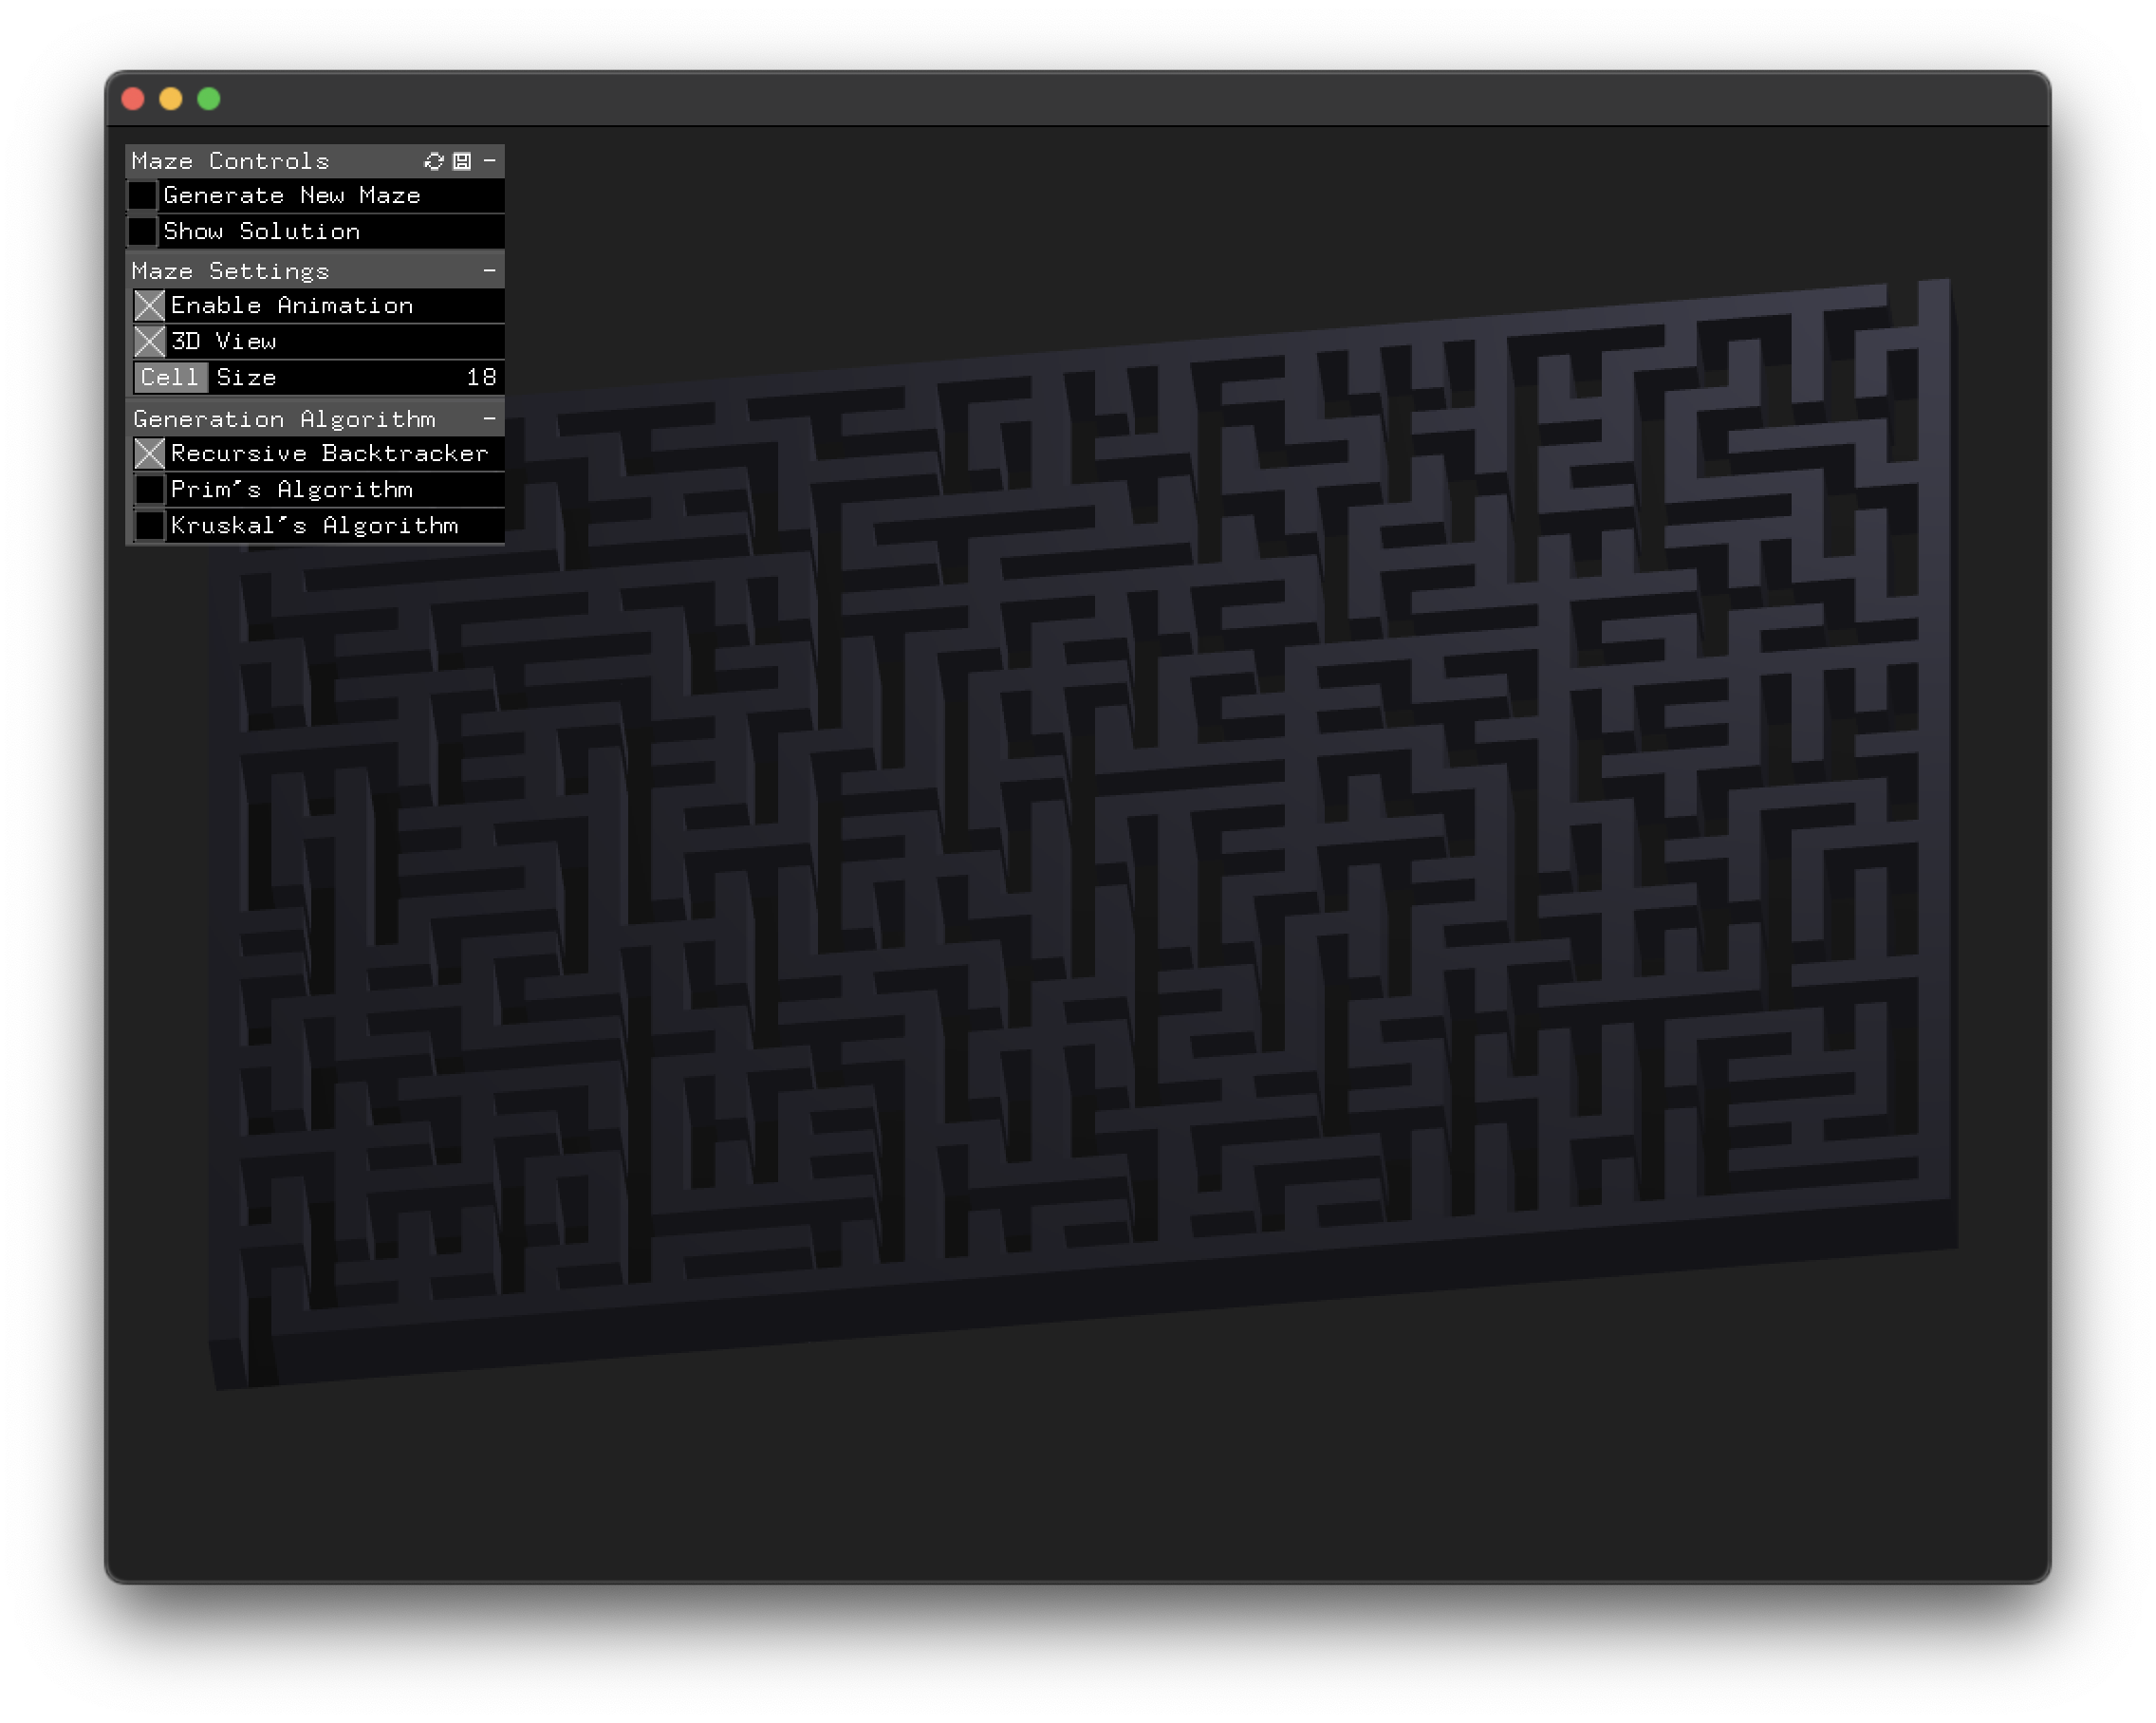 Maze Controls
Generate New Maze
Show Solution
Maze Settings
Enable Animation
3D View
Cell Size 18
Generation Algorithm
Recursive Backtracker
Prim's Algorithm
Kruskal's Algorithm